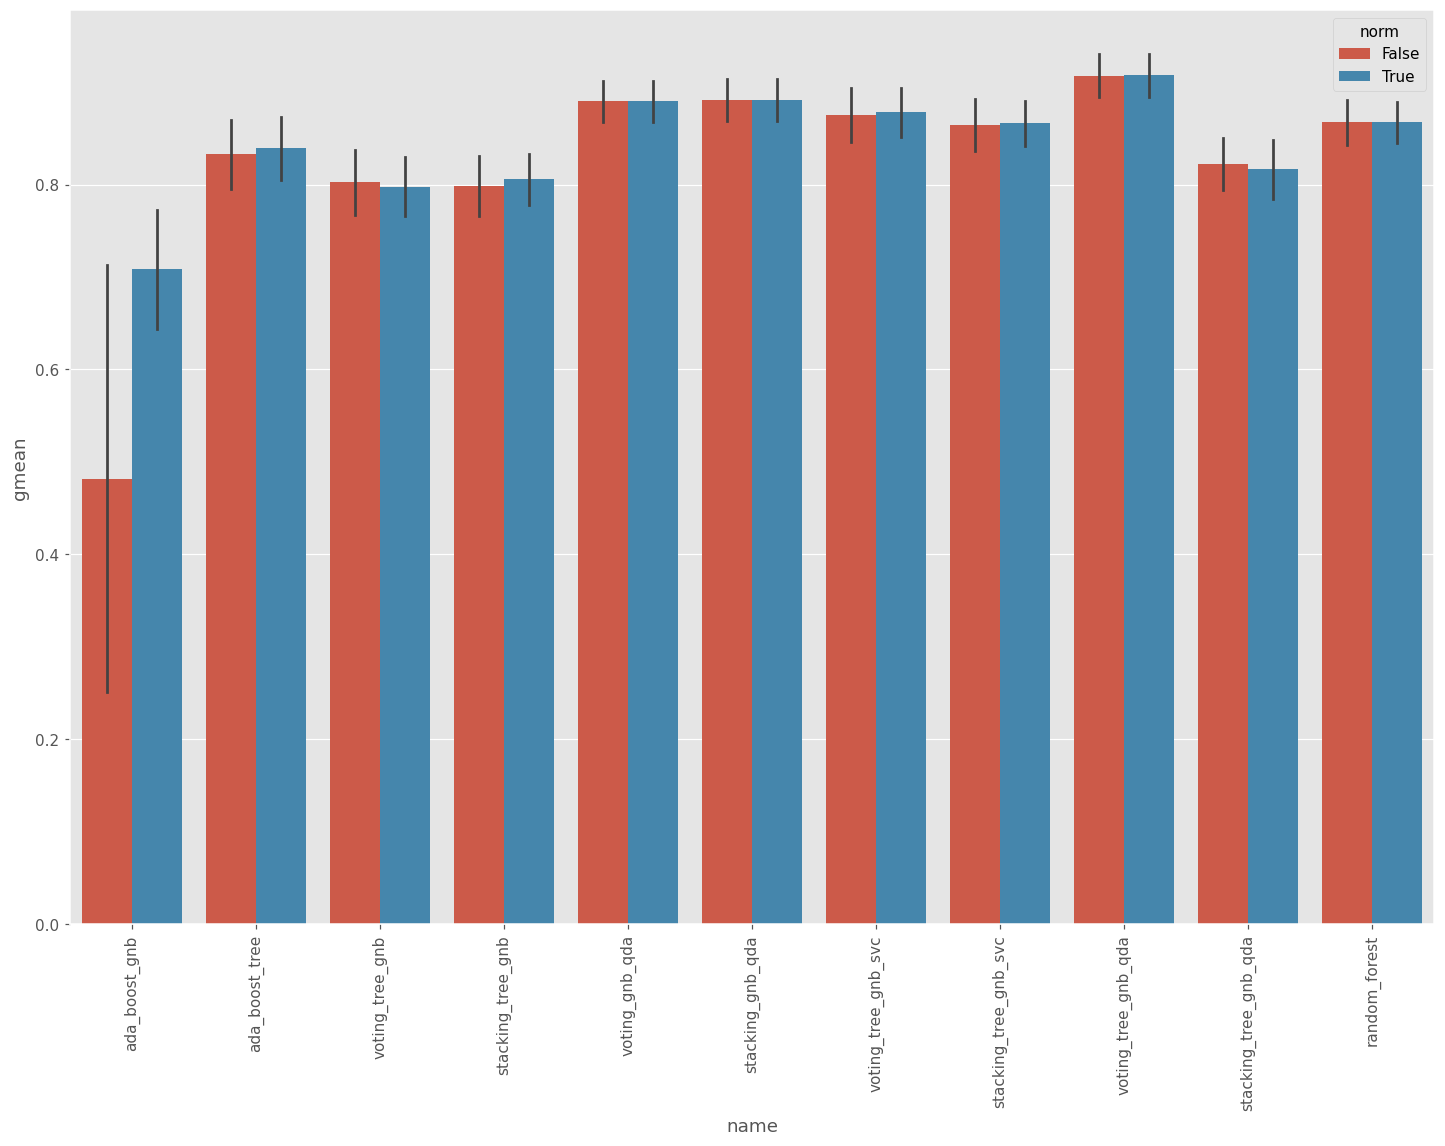 norm
False
True
gmean
0.8
0.6
0.4
0.2
0.0
ada_boost_gnb
ada_boost_tree
voting_tree_gnb
stacking_tree_gnb
voting_gnb_qda
stacking_gnb_qda
voting_tree_gnb_svc
stacking_tree_gnb_svc
voting_tree_gnb_qda
stacking_tree_gnb_qda
random_forest
name